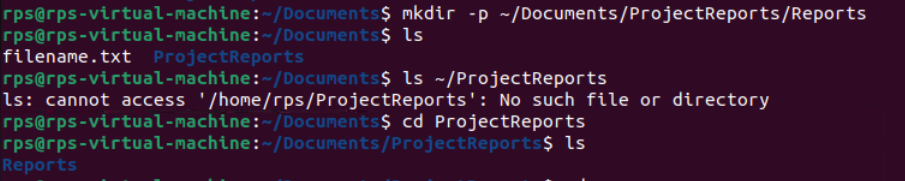 rps@rps-virtual-machine:~/Documents$ mkdir -p ~/Documents/ProjectReports/Reports
rps@rps-virtual-machine:~/Documents$ ls
filename.txt  ProjectReports
rps@rps-virtual-machine:~/Documents$ ls ~/ProjectReports
ls: cannot access '/home/rps/ProjectReports': No such file or directory
rps@rps-virtual-machine:~/Documents$ cd ProjectReports
rps@rps-virtual-machine:~/Documents/ProjectReports$ ls
Reports